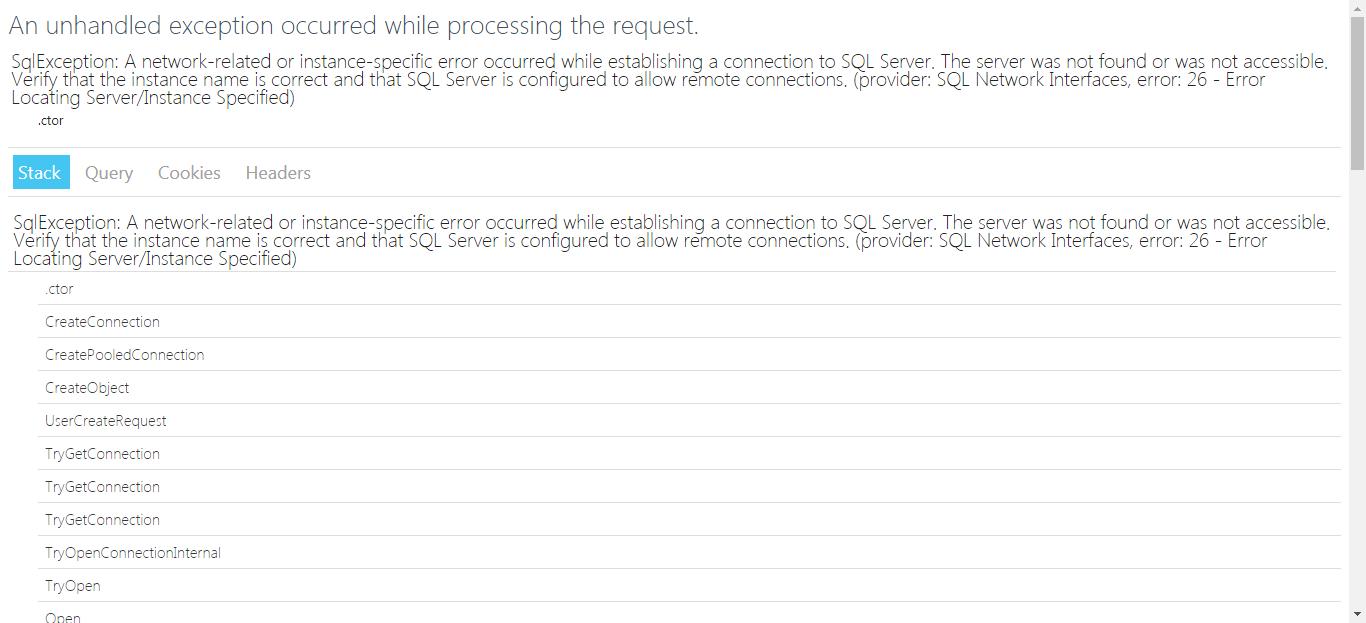 An unhandled exception occurred while processing the request.
SqlException: A network-related or instance-specific error occurred while establishing a connection to SQL Server. The server was not found or was not accessible.
Verify that the instance name is correct and that SQL Server is configured to allow remote connections. (provider: SQL Network Interfaces, error: 26 - Error
Locating Server/Instance Specified)
.ctor
Stack Query Cookies Headers
SqlException: A network-related or instance-specific error occurred while establishing a connection to SQL Server. The server was not found or was not accessible.
Verify that the instance name is correct and that SQL Server is configured to allow remote connections. (provider: SQL Network Interfaces, error: 26 - Error
Locating Server/Instance Specified)
.ctor
CreateConnection
CreatePooledConnection
CreateObject
UserCreateRequest
TryGetConnection
TryGetConnection
TryGetConnection
TryOpenConnectionInternal
TryOpen
Open